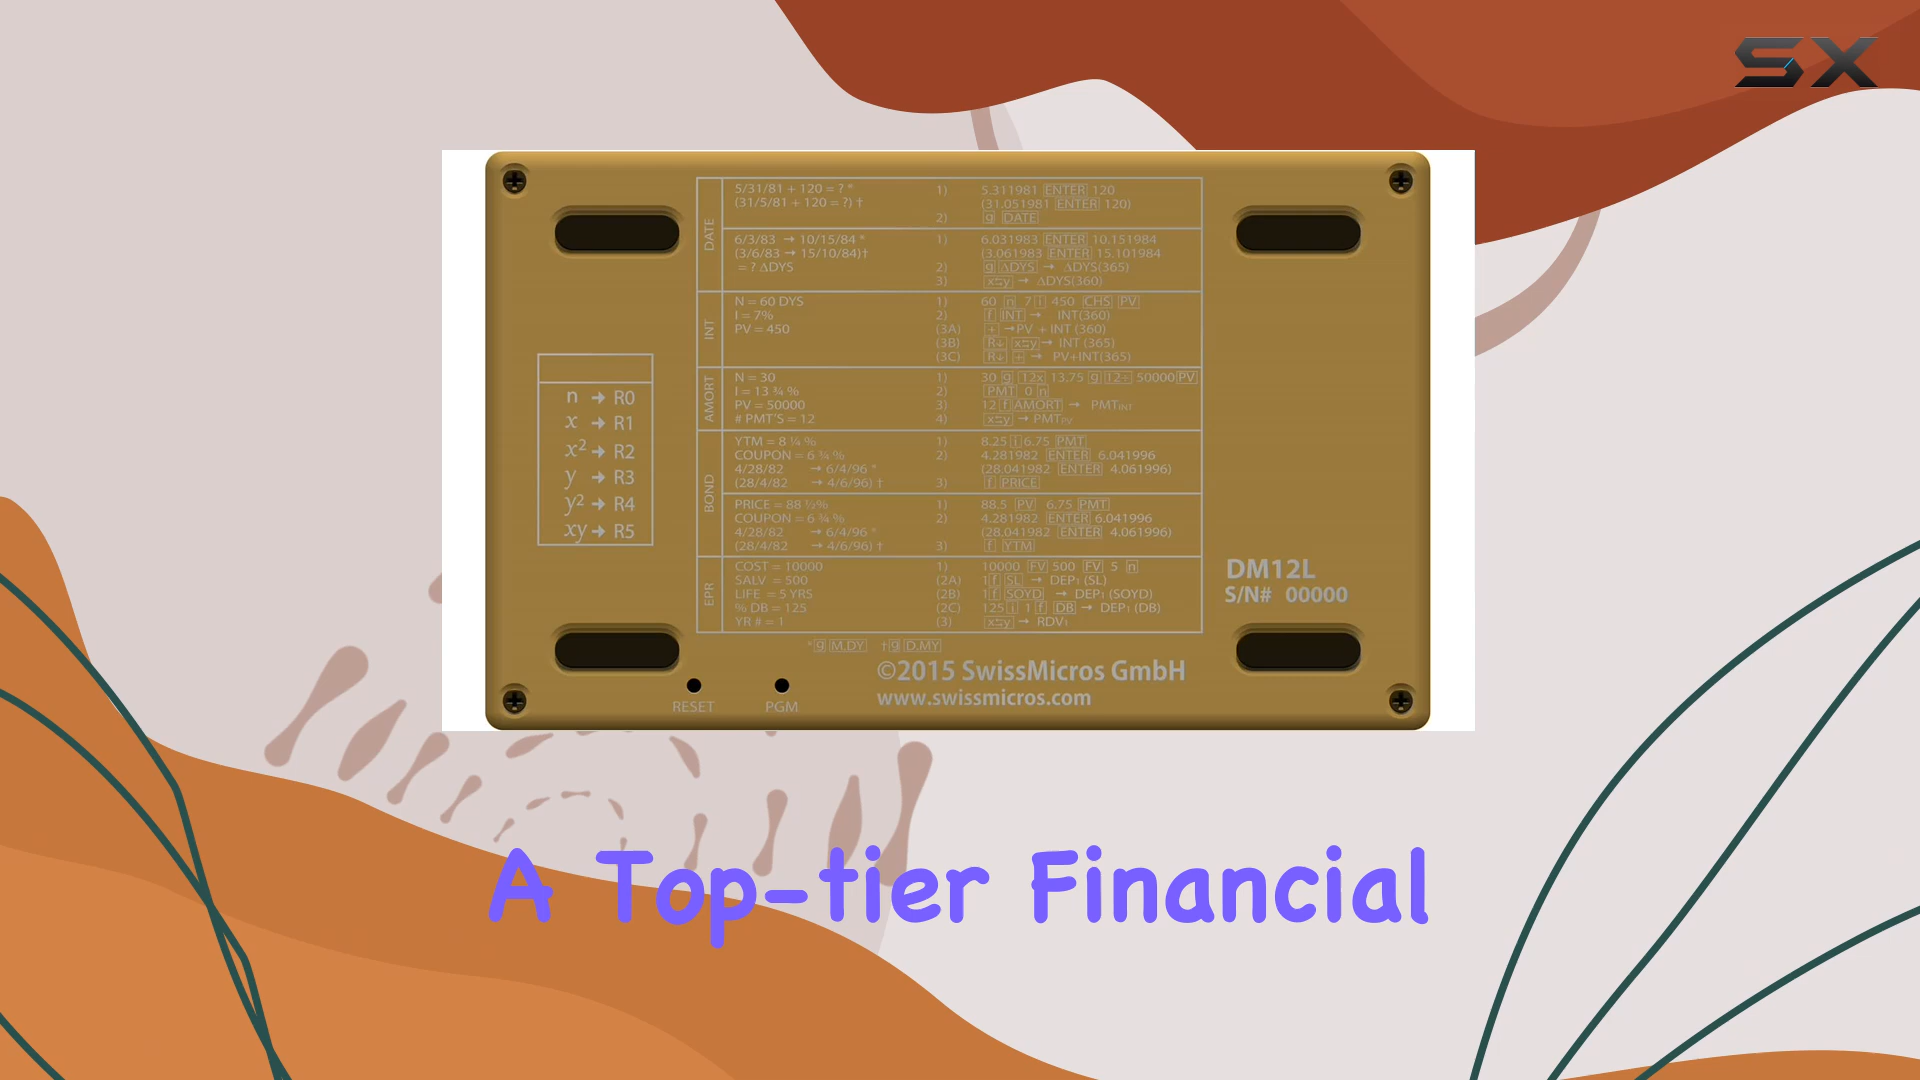 SX
DATE
5/31/81 + 120 = ? * 1) 5.311981 ENTER 120
(31/5/81 + 120 = ?) † (31.051981 ENTER 120)
2) g DATE
6/3/83 → 10/15/84 * 1) 6.031983 ENTER 10.151984
(3/6/83 → 15/10/84)† (3.061983 ENTER 15.101984
= ? ΔDYS 2) g ΔDYS → ΔDYS(365)
3) x≶y → ΔDYS(360)
INT
N = 60 DYS 1) 60 n 7 i 450 CHS PV
I = 7% 2) f INT → INT(360)
PV = 450 (3A) + →PV + INT (360)
(3B) R↓ x≶y → INT (365)
(3C) R↓ + → PV+INT(365)
AMORT
N = 30 1) 30 g 12x 13.75 g 12÷ 50000 PV
I = 13 ¾ % 2) PMT 0 n
PV = 50000 3) 12 f AMORT → PMT INT
# PMT'S = 12 4) x≶y → PMT PV
BOND
YTM = 8 ¼ % 1) 8.25 i 6.75 PMT
COUPON = 6 ¾ % 2) 4.281982 ENTER 6.041996
4/28/82 → 6/4/96 * (28.041982 ENTER 4.061996)
(28/4/82 → 4/6/96) † 3) f PRICE
PRICE = 88 ½% 1) 88.5 PV 6.75 PMT
COUPON = 6 ¾ % 2) 4.281982 ENTER 6.041996
4/28/82 → 6/4/96 * (28.041982 ENTER 4.061996)
(28/4/82 → 4/6/96) † 3) f YTM
EPR
COST = 10000 1) 10000 FV 500 FV 5 n
SALV = 500 (2A) 1 f SL → DEP₁ (SL)
LIFE = 5 YRS (2B) 1 f SOYD → DEP₁ (SOYD)
% DB = 125 (2C) 125 i 1 f DB → DEP₁ (DB)
YR # = 1 (3) x≶y → RDV₁
* g M.DY † g D.MY
n → R0
x → R1
x² → R2
y → R3
y² → R4
xy → R5
DM12L
S/N# 00000
©2015 SwissMicros GmbH
www.swissmicros.com
RESET PGM
A Top-tier Financial